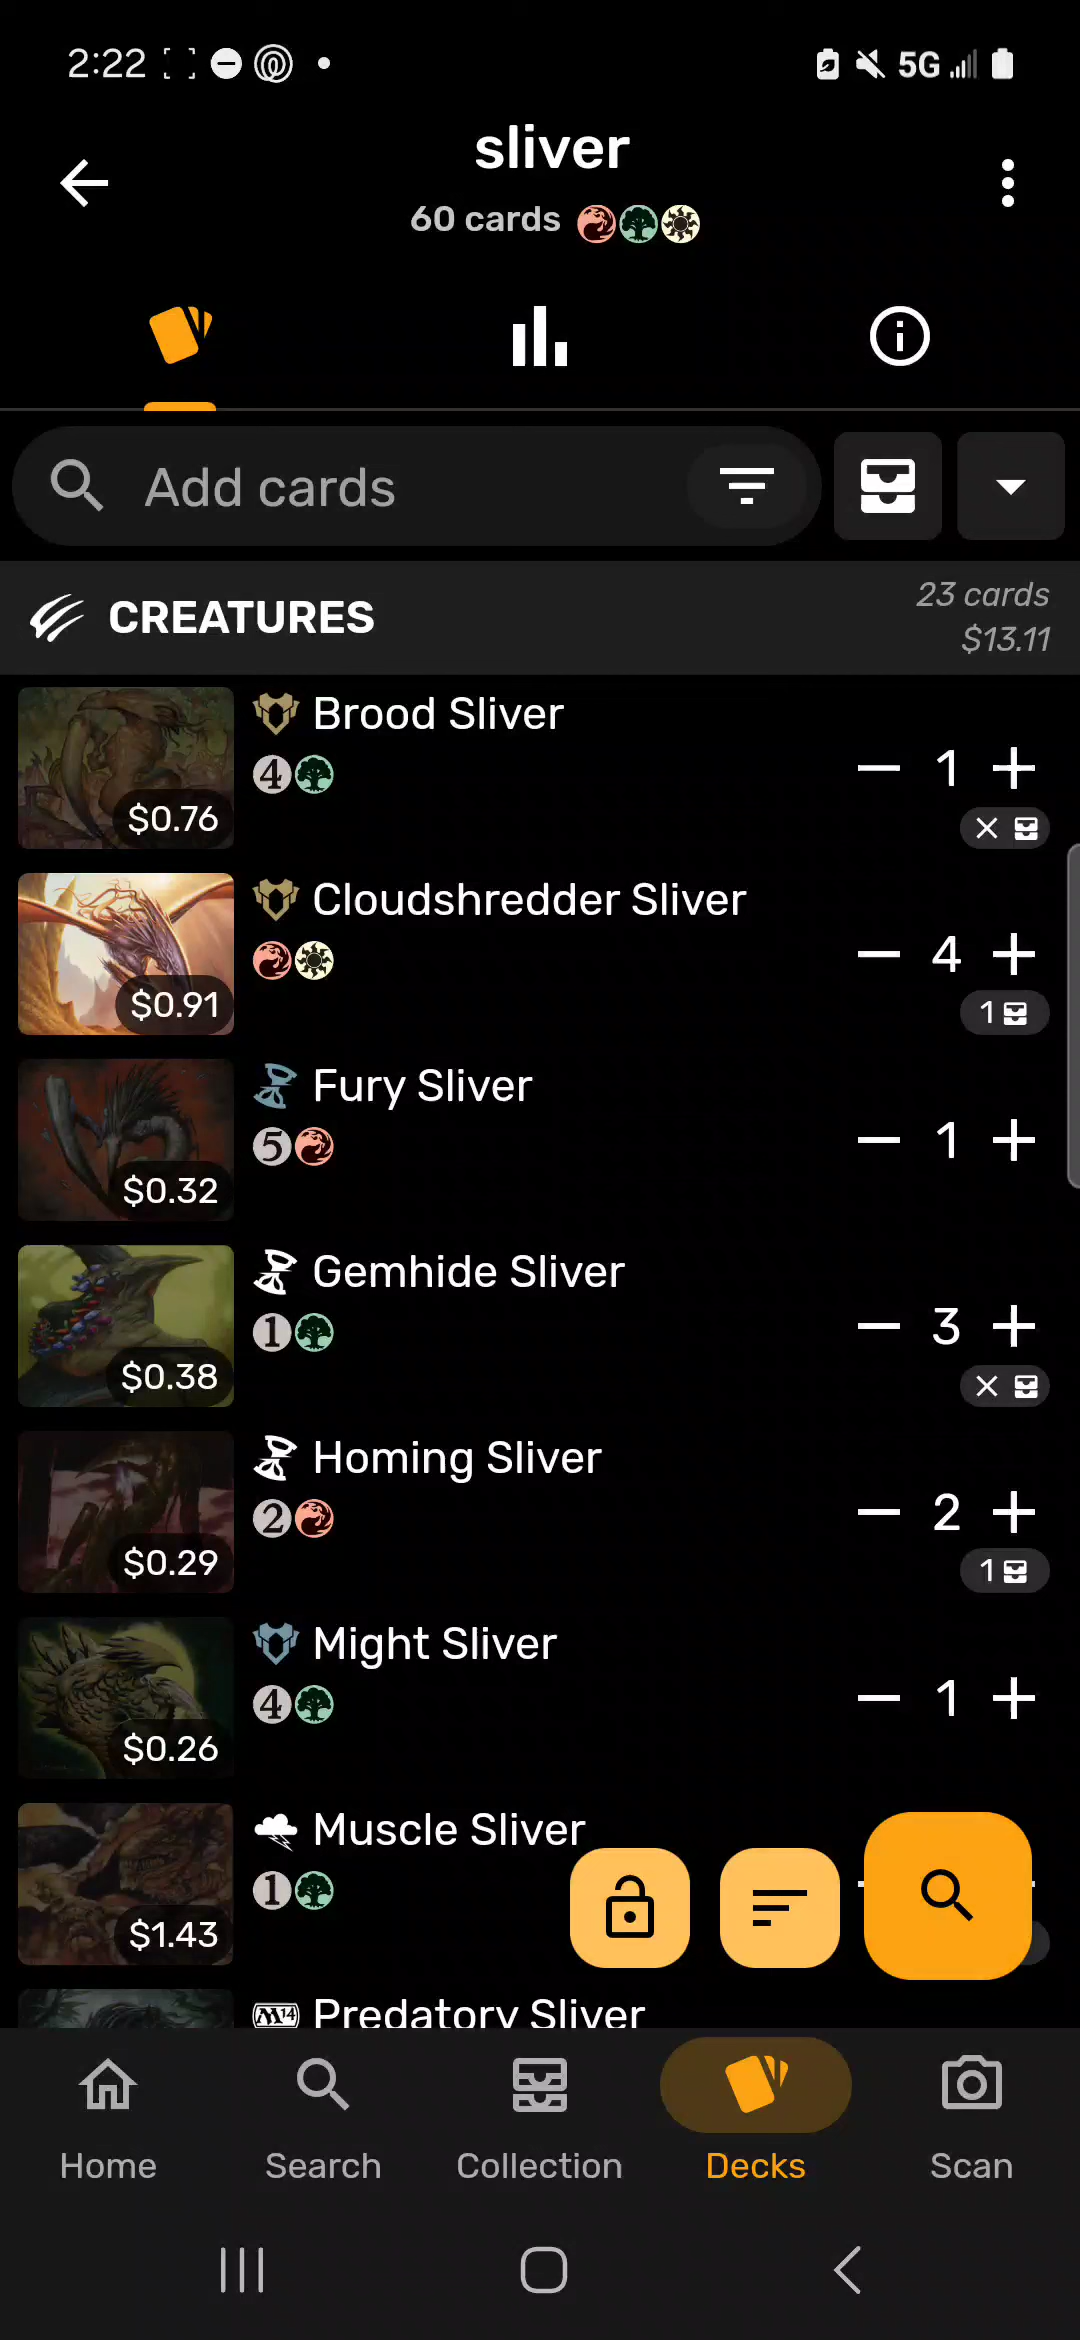 2:22
5G
sliver
60 cards
Add cards
CREATURES
23 cards
$13.11
Brood Sliver
4
$0.76
1
Cloudshredder Sliver
$0.91
4
1
Fury Sliver
5
$0.32
1
Gemhide Sliver
1
$0.38
3
Homing Sliver
2
$0.29
2
1
Might Sliver
4
$0.26
1
Muscle Sliver
1
$1.43
M14
Predatory Sliver
Home
Search
Collection
Decks
Scan